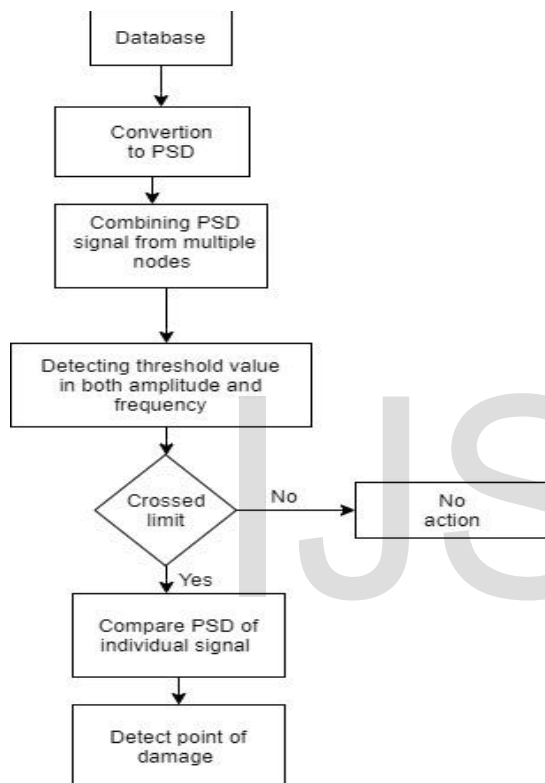 Database
Convertion
to PSD
Combining PSD
signal from multiple
nodes
Detecting threshold value
in both amplitude and
frequency
Crossed
limit
No
No
action
Yes
Compare PSD of
individual signal
Detect point of
damage
IJS